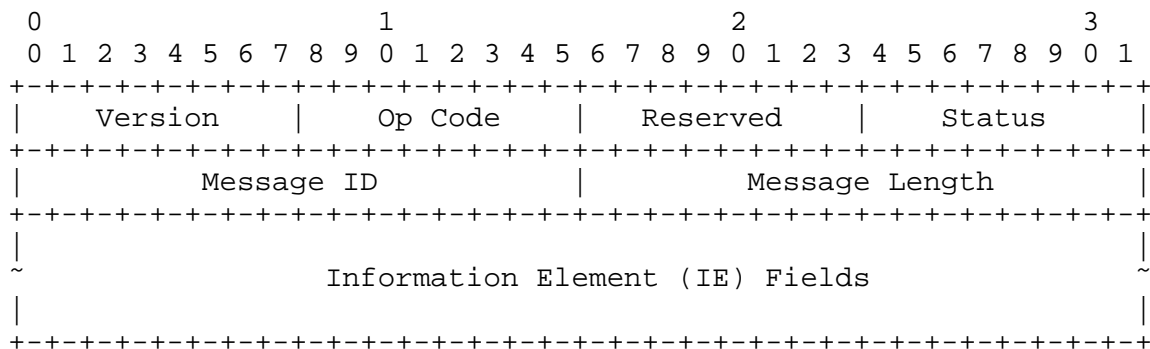 0                   1                   2                   3
 0 1 2 3 4 5 6 7 8 9 0 1 2 3 4 5 6 7 8 9 0 1 2 3 4 5 6 7 8 9 0 1
+-+-+-+-+-+-+-+-+-+-+-+-+-+-+-+-+-+-+-+-+-+-+-+-+-+-+-+-+-+-+-+-+
|    Version    |    Op Code    |   Reserved    |    Status     |
+-+-+-+-+-+-+-+-+-+-+-+-+-+-+-+-+-+-+-+-+-+-+-+-+-+-+-+-+-+-+-+-+
|          Message ID           |         Message Length        |
+-+-+-+-+-+-+-+-+-+-+-+-+-+-+-+-+-+-+-+-+-+-+-+-+-+-+-+-+-+-+-+-+
|                                                               |
~                 Information Element (IE) Fields               ~
|                                                               |
+-+-+-+-+-+-+-+-+-+-+-+-+-+-+-+-+-+-+-+-+-+-+-+-+-+-+-+-+-+-+-+-+